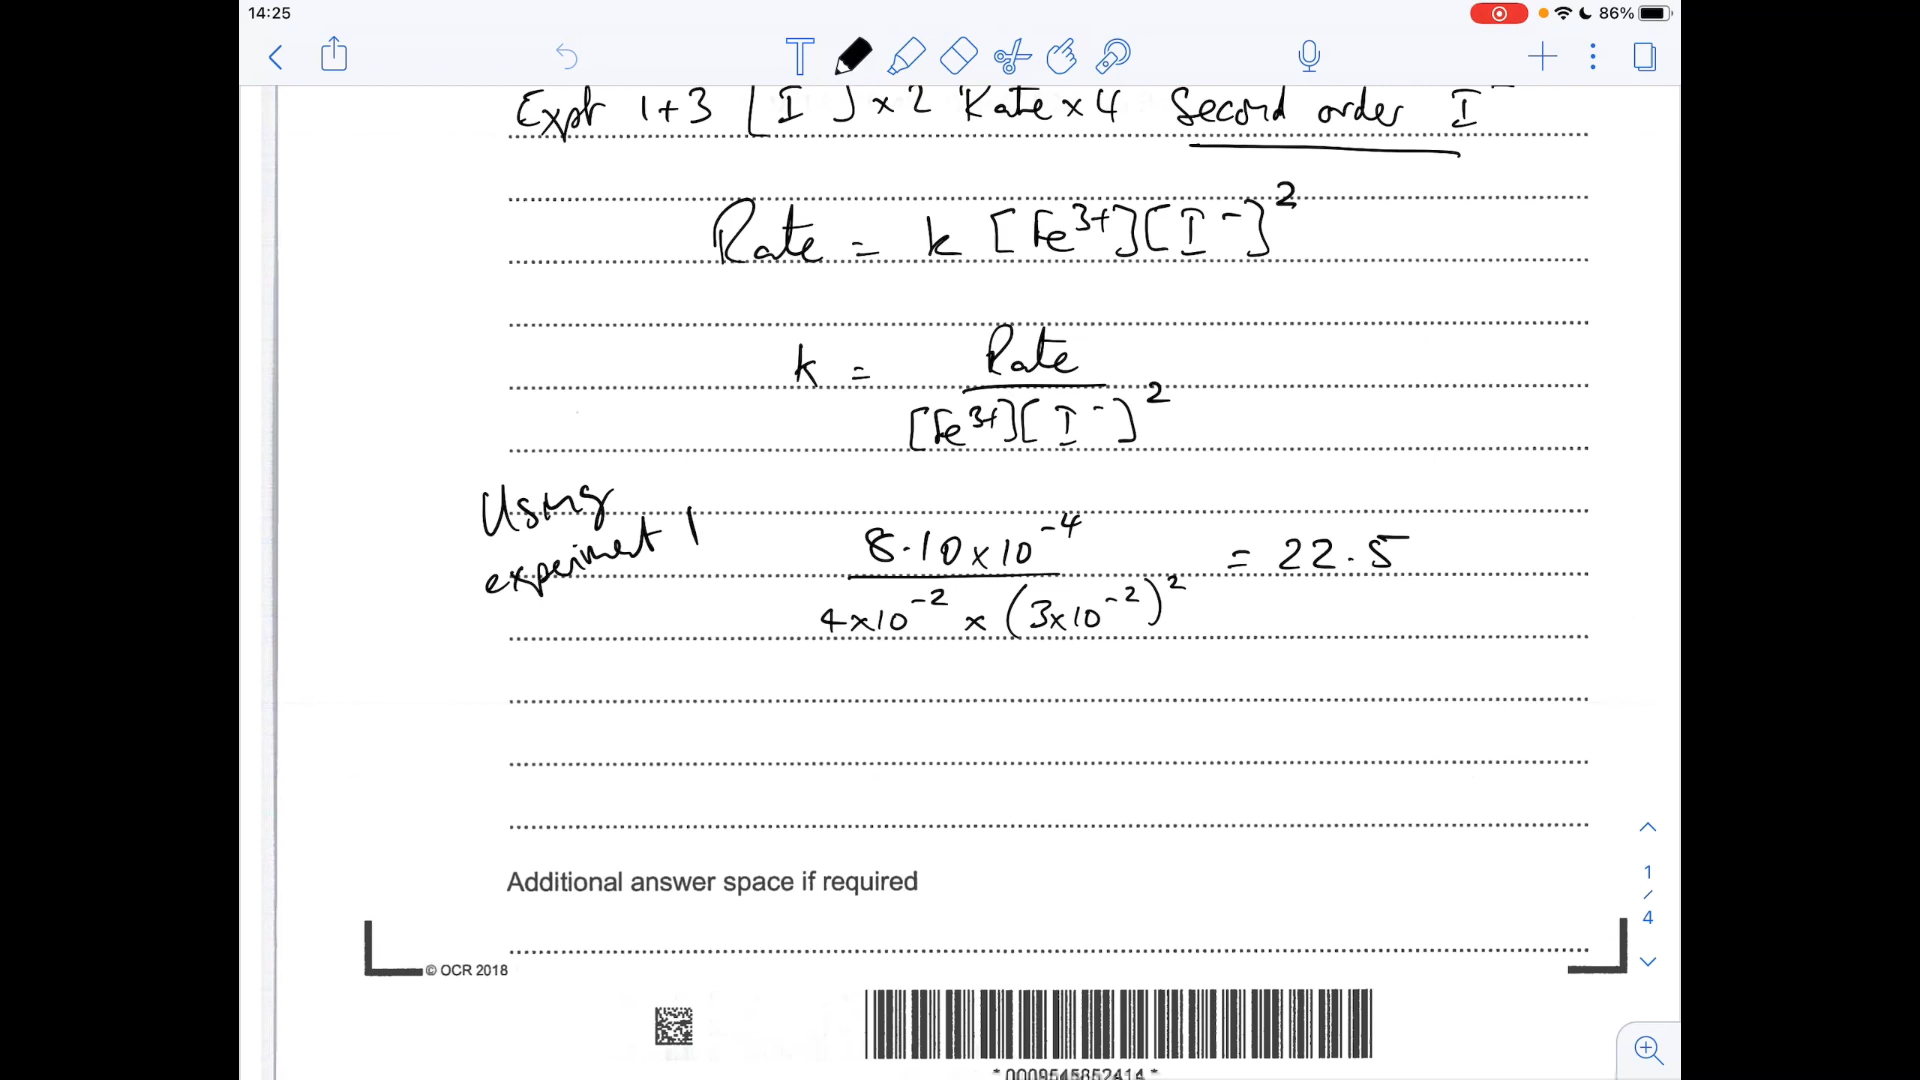 14:25
86%
T
Expt 1+3 [I ] ×2 Rate ×4 Second order I⁻
Rate = k [Fe³⁺][I⁻]²
k = Rate
[Fe³⁺][I⁻]²
Using
experiment 1
8.10×10⁻⁴ = 22.5
4×10⁻² × (3×10⁻²)²
1
/
4
Additional answer space if required
© OCR 2018